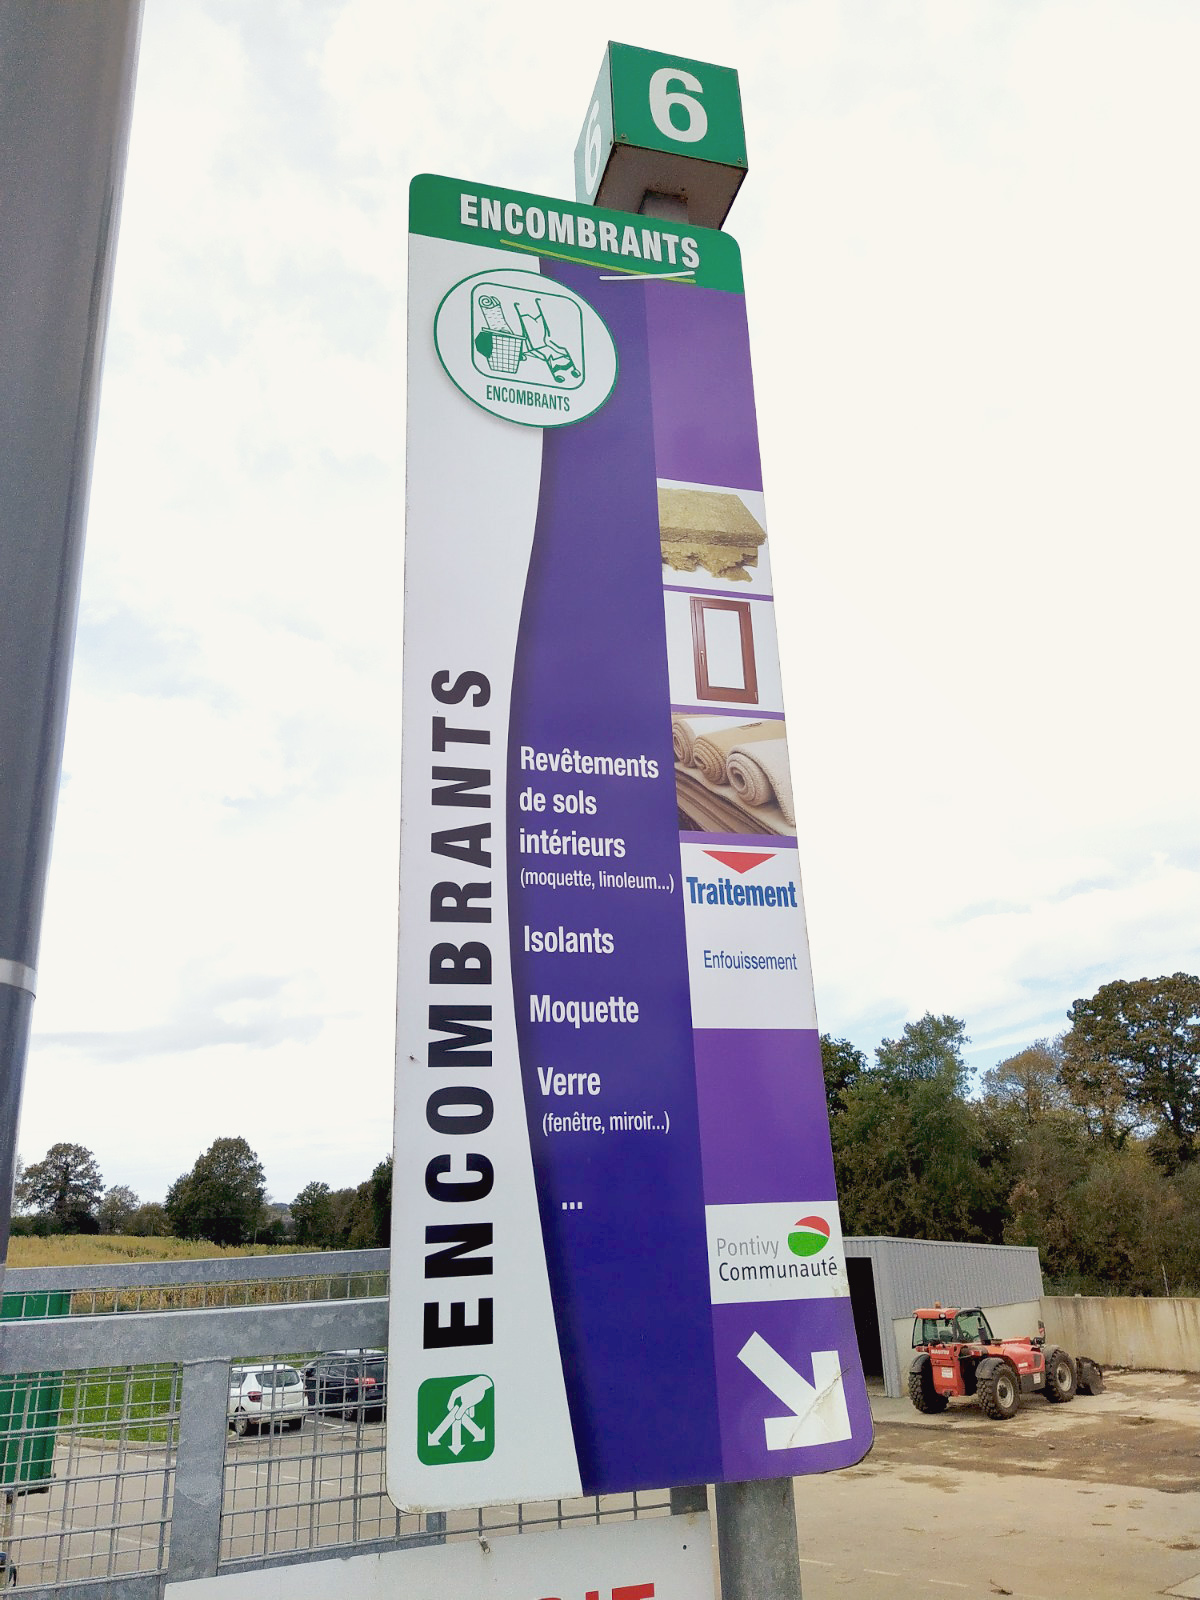 6
6
ENCOMBRANTS
ENCOMBRANTS
ENCOMBRANTS
Revêtements
de sols
intérieurs
(moquette, linoleum...)
Isolants
Moquette
Verre
(fenêtre, miroir...)
...
Traitement
Enfouissement
Pontivy
Communauté